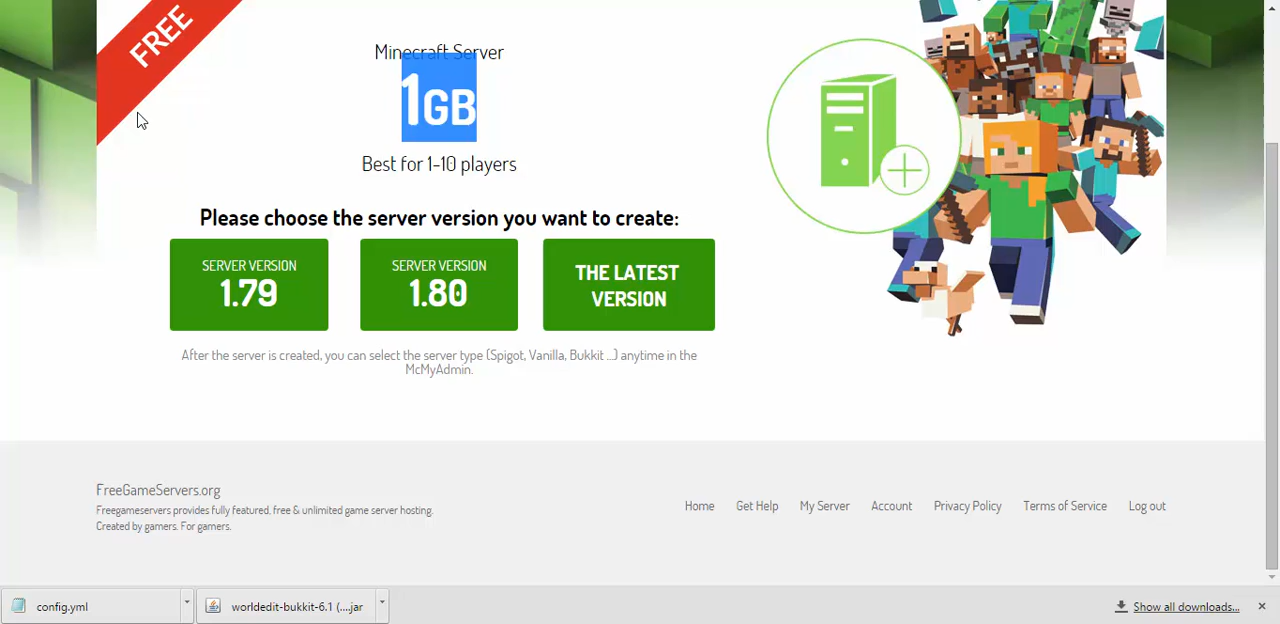 FREE
Minecraft Server
1GB
Best for 1-10 players
Please choose the server version you want to create:
SERVER VERSION
1.79
SERVER VERSION
1.80
THE LATEST
VERSION
After the server is created, you can select the server type (Spigot, Vanilla, Bukkit ...) anytime in the
McMyAdmin.
FreeGameServers.org
Freegameservers provides fully featured, free & unlimited game server hosting.
Created by gamers. For gamers.
Home Get Help My Server Account Privacy Policy Terms of Service Log out
config.yml worldedit-bukkit-6.1 (....jar Show all downloads...